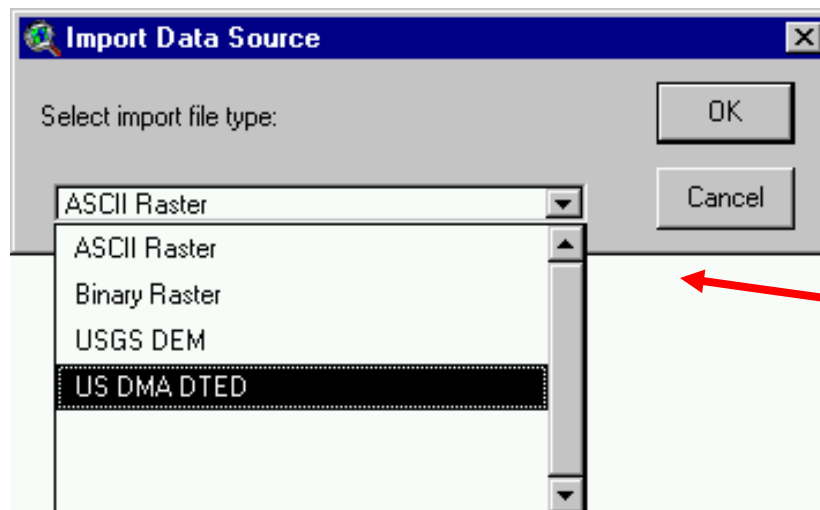 Import Data Source
Select import file type:
OK
ASCII Raster
Cancel
ASCII Raster
Binary Raster
USGS DEM
US DMA DTED